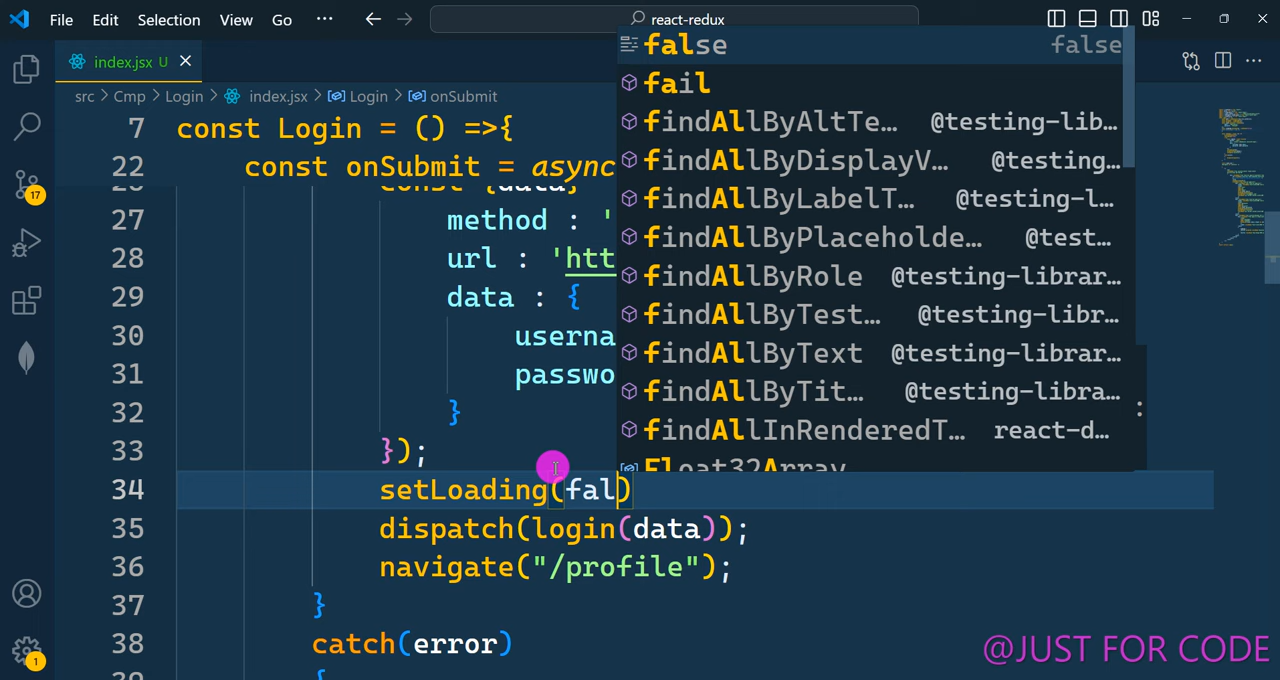 File Edit Selection View Go ··· react-redux
index.jsx U
src > Cmp > Login > index.jsx > Login > onSubmit
7 const Login = () =>{
22 const onSubmit = async
const {data}
27 method : '
28 url : 'htt
29 data : {
30 userna
31 passwo
32 }
33 });
34 setLoading(fal)
35 dispatch(login(data));
36 navigate("/profile");
37 }
38 catch(error)
{
false false
fail
findAllByAltTe… @testing-lib…
findAllByDisplayV… @testing…
findAllByLabelT… @testing-l…
findAllByPlaceholde… @test…
findAllByRole @testing-librar…
findAllByTest… @testing-libr…
findAllByText @testing-librar…
findAllByTit… @testing-libra…
findAllInRenderedT… react-d…
Float32Array
:
17
1
@JUST FOR CODE